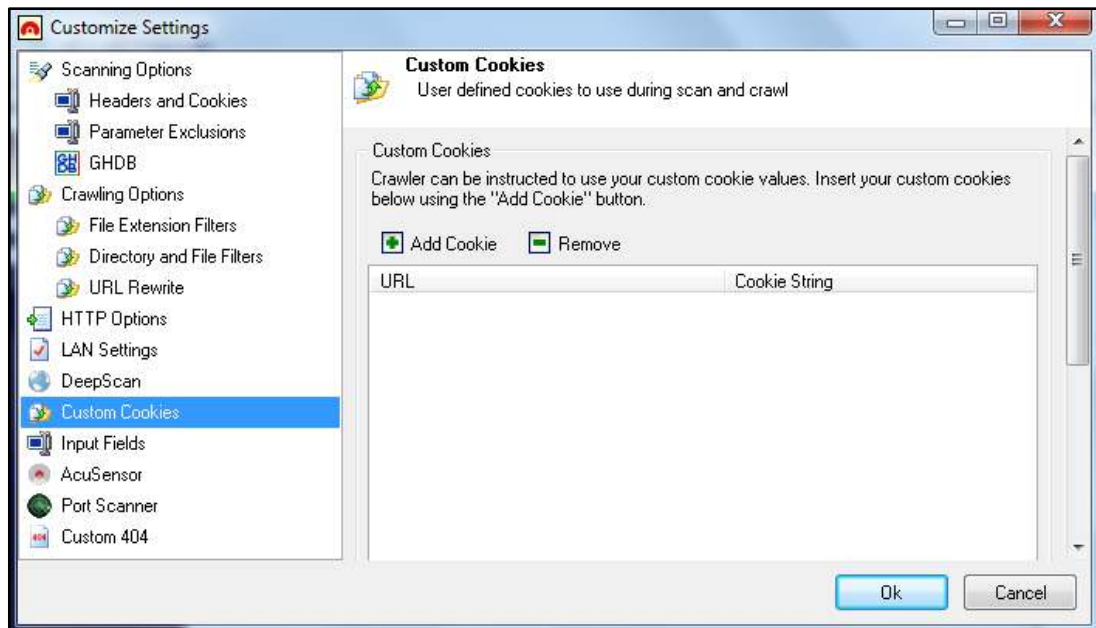 Customize Settings
Scanning Options
Headers and Cookies
Parameter Exclusions
GHDB
Crawling Options
File Extension Filters
Directory and File Filters
URL Rewrite
HTTP Options
LAN Settings
DeepScan
Custom Cookies
Input Fields
AcuSensor
Port Scanner
Custom 404
Custom Cookies
User defined cookies to use during scan and crawl
Custom Cookies
Crawler can be instructed to use your custom cookie values. Insert your custom cookies
below using the "Add Cookie" button.
Add Cookie Remove
URL Cookie String
Ok Cancel